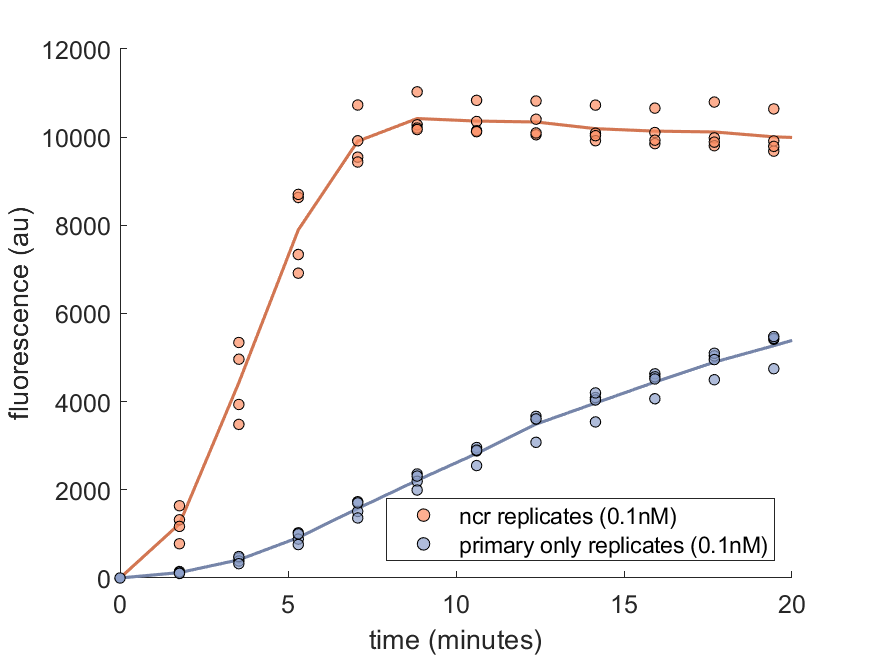 12000
10000
8000
6000
4000
2000
0
fluorescence (au)
ncr replicates (0.1nM)
primary only replicates (0.1nM)
0 5 10 15 20
time (minutes)